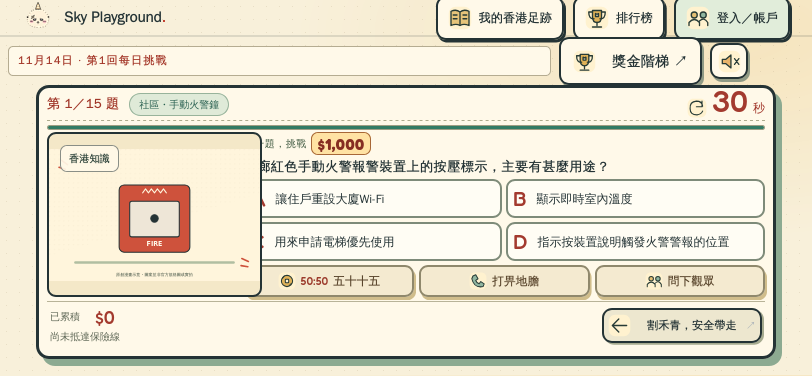 Sky Playground.
我的香港足跡
排行榜
登入／帳戶
11月14日 · 第1回每日挑戰
獎金階梯 ↗
第 1／15 題
社區 · 手動火警鐘
30 秒
香港知識
FIRE
題，挑戰 $1,000
廊紅色手動火警報警裝置上的按壓標示，主要有甚麼用途？
讓住戶重設大廈Wi-Fi
B 顯示即時室內溫度
用來申請電梯優先使用
D 指示按裝置說明觸發火警警報的位置
50:50 五十十五
打畀地膽
問下觀眾
已累積 $0
尚未抵達保險線
割禾青，安全帶走 ↗